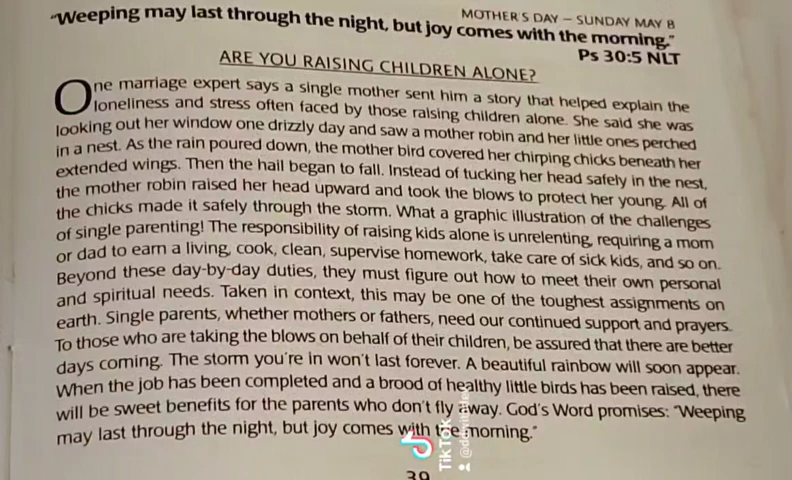 MOTHER'S DAY – SUNDAY MAY 8
"Weeping may last through the night, but joy comes with the morning."
Ps 30:5 NLT
ARE YOU RAISING CHILDREN ALONE?
One marriage expert says a single mother sent him a story that helped explain the
loneliness and stress often faced by those raising children alone. She said she was
looking out her window one drizzly day and saw a mother robin and her little ones perched
in a nest. As the rain poured down, the mother bird covered her chirping chicks beneath her
extended wings. Then the hail began to fall. Instead of tucking her head safely in the nest,
the mother robin raised her head upward and took the blows to protect her young. All of
the chicks made it safely through the storm. What a graphic illustration of the challenges
of single parenting! The responsibility of raising kids alone is unrelenting, requiring a mom
or dad to earn a living, cook, clean, supervise homework, take care of sick kids, and so on.
Beyond these day-by-day duties, they must figure out how to meet their own personal
and spiritual needs. Taken in context, this may be one of the toughest assignments on
earth. Single parents, whether mothers or fathers, need our continued support and prayers.
To those who are taking the blows on behalf of their children, be assured that there are better
days coming. The storm you're in won't last forever. A beautiful rainbow will soon appear.
When the job has been completed and a brood of healthy little birds has been raised, there
will be sweet benefits for the parents who don't fly away. God's Word promises: "Weeping
may last through the night, but joy comes with the morning."
39
TikTok